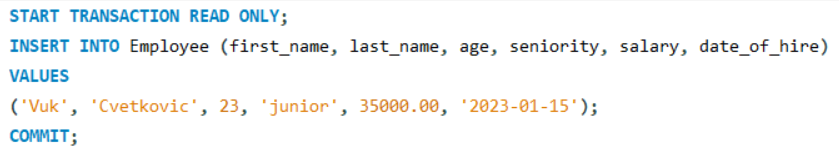 START TRANSACTION READ ONLY;
INSERT INTO Employee (first_name, last_name, age, seniority, salary, date_of_hire)
VALUES
('Vuk', 'Cvetkovic', 23, 'junior', 35000.00, '2023-01-15');
COMMIT;